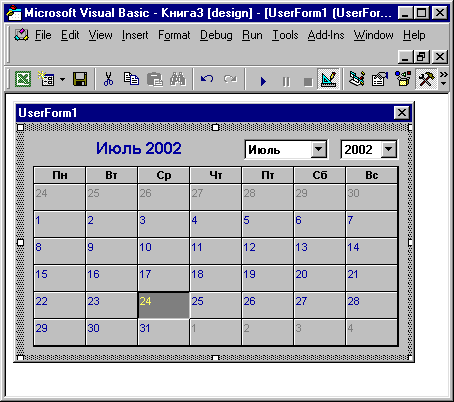 Microsoft Visual Basic - Книга3 [design] - [UserForm1 (UserFor...
File Edit View Insert Format Debug Run Tools Add-Ins Window Help
UserForm1
Июль 2002 Июль 2002
Пн Вт Ср Чт Пт Сб Вс
24 25 26 27 28 29 30
1 2 3 4 5 6 7
8 9 10 11 12 13 14
15 16 17 18 19 20 21
22 23 24 25 26 27 28
29 30 31 1 2 3 4